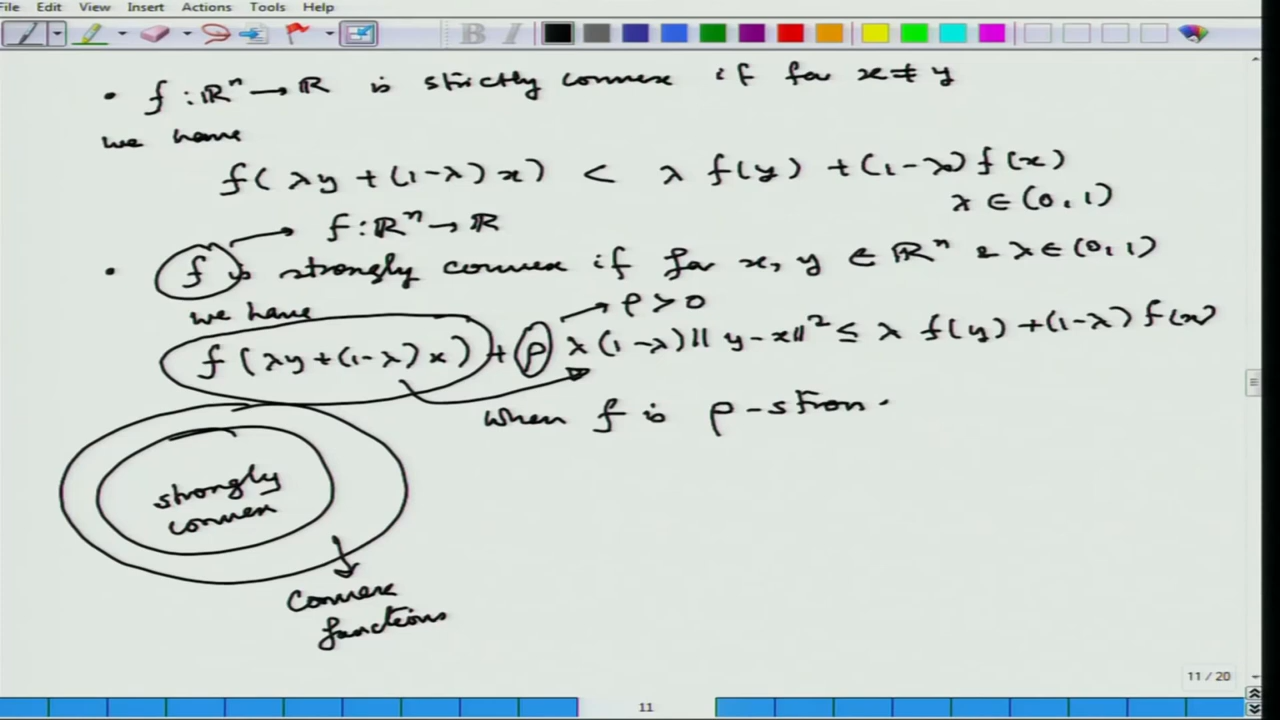 File Edit View Insert Actions Tools Help
• f : ℝⁿ → ℝ is strictly convex if for x ≠ y
we have
f( λy + (1-λ) x ) < λ f(y) + (1-λ) f(x)
λ ∈ (0, 1)
f : ℝⁿ → ℝ
• f is strongly convex if for x, y ∈ ℝⁿ & λ ∈ (0, 1)
we have
ρ > 0
f ( λy + (1-λ) x ) + ρ λ (1-λ) || y - x ||² ≤ λ f(y) + (1-λ) f(x)
when f is ρ - stron
strongly
convex
Convex
functions
11 / 20
11